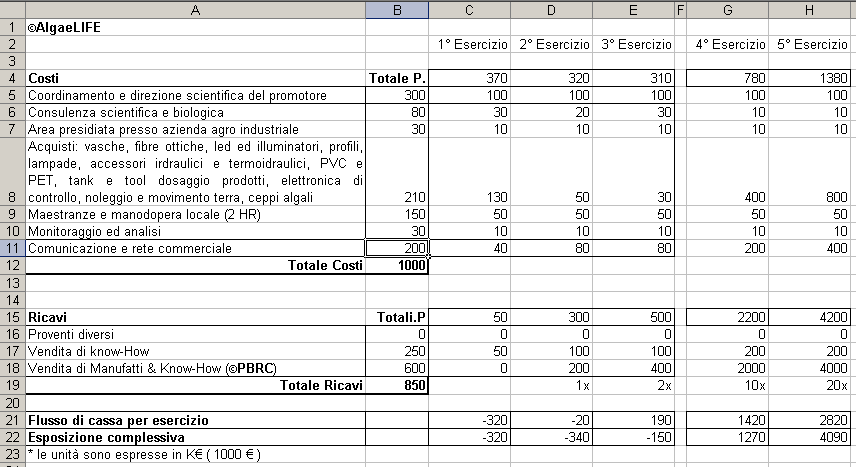 A B C D E F G H
1 ©AlgaeLIFE
2 1° Esercizio 2° Esercizio 3° Esercizio 4° Esercizio 5° Esercizio
3
4 Costi Totale P. 370 320 310 780 1380
5 Coordinamento e direzione scientifica del promotore 300 100 100 100 100 100
6 Consulenza scientifica e biologica 80 30 20 30 10 10
7 Area presidiata presso azienda agro industriale 30 10 10 10 10 10
Acquisti: vasche, fibre ottiche, led ed illuminatori, profili,
lampade, accessori irdraulici e termoidraulici, PVC e
PET, tank e tool dosaggio prodotti, elettronica di
8 controllo, noleggio e movimento terra, ceppi algali 210 130 50 30 400 800
9 Maestranze e manodopera locale (2 HR) 150 50 50 50 50 50
10 Monitoraggio ed analisi 30 10 10 10 10 10
11 Comunicazione e rete commerciale 200 40 80 80 200 400
12 Totale Costi 1000
13
14
15 Ricavi Totali.P 50 300 500 2200 4200
16 Proventi diversi 0 0 0 0 0 0
17 Vendita di know-How 250 50 100 100 200 200
18 Vendita di Manufatti & Know-How (©PBRC) 600 0 200 400 2000 4000
19 Totale Ricavi 850 1x 2x 10x 20x
20
21 Flusso di cassa per esercizio -320 -20 190 1420 2820
22 Esposizione complessiva -320 -340 -150 1270 4090
23 * le unità sono espresse in K€ ( 1000 € )